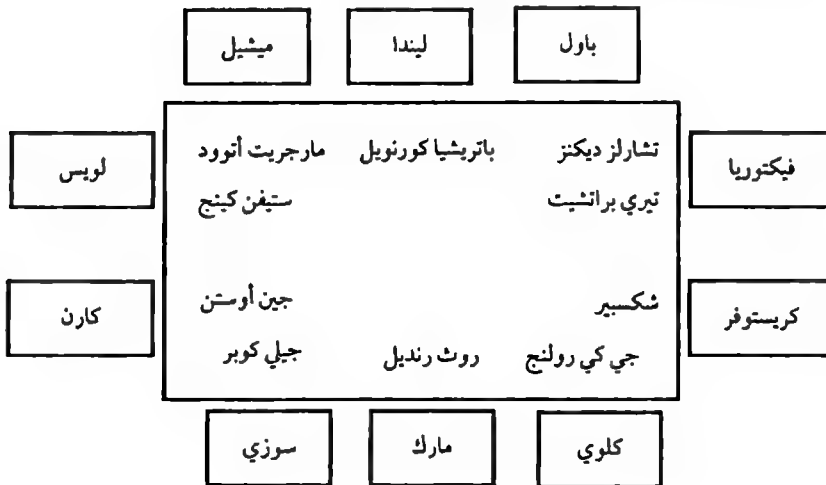 باول ليندا ميشيل
فيكتوريا تشارلز ديكنز باتريشيا كورنويل مارجريت أتوود لويس
تيري براتشيت ستيفن كينج
كريستوفر شكسبير جين أوستن كارن
جي كي رولنج روث رنديل جيلي كوبر
كلوي مارك سوزي